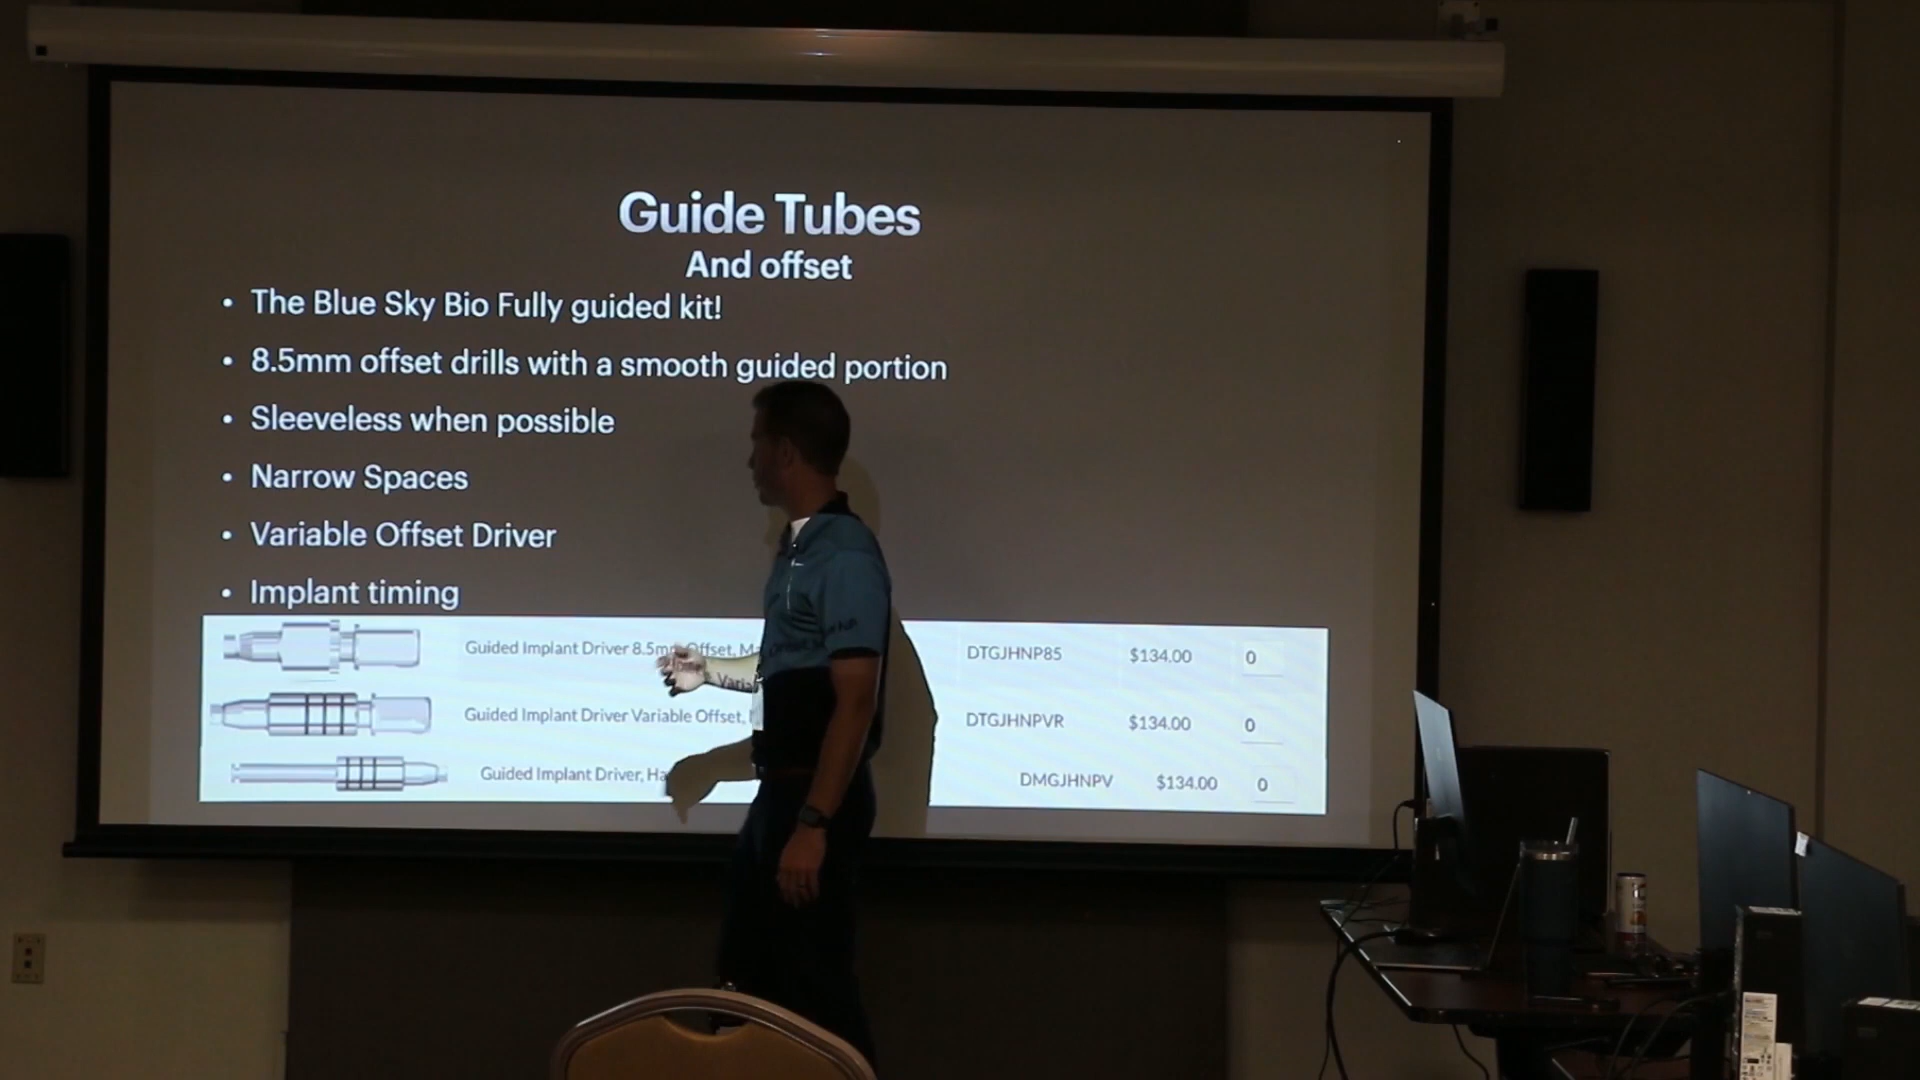 Guide Tubes
And offset
• The Blue Sky Bio Fully guided kit!
• 8.5mm offset drills with a smooth guided portion
• Sleeveless when possible
• Narrow Spaces
• Variable Offset Driver
• Implant timing
Guided Implant Driver 8.5mm Offset, DTGJHNP85 $134.00 0
Guided Implant Driver Variable Offset, DTGJHNPVR $134.00 0
Guided Implant Driver, DMGJHNPV $134.00 0